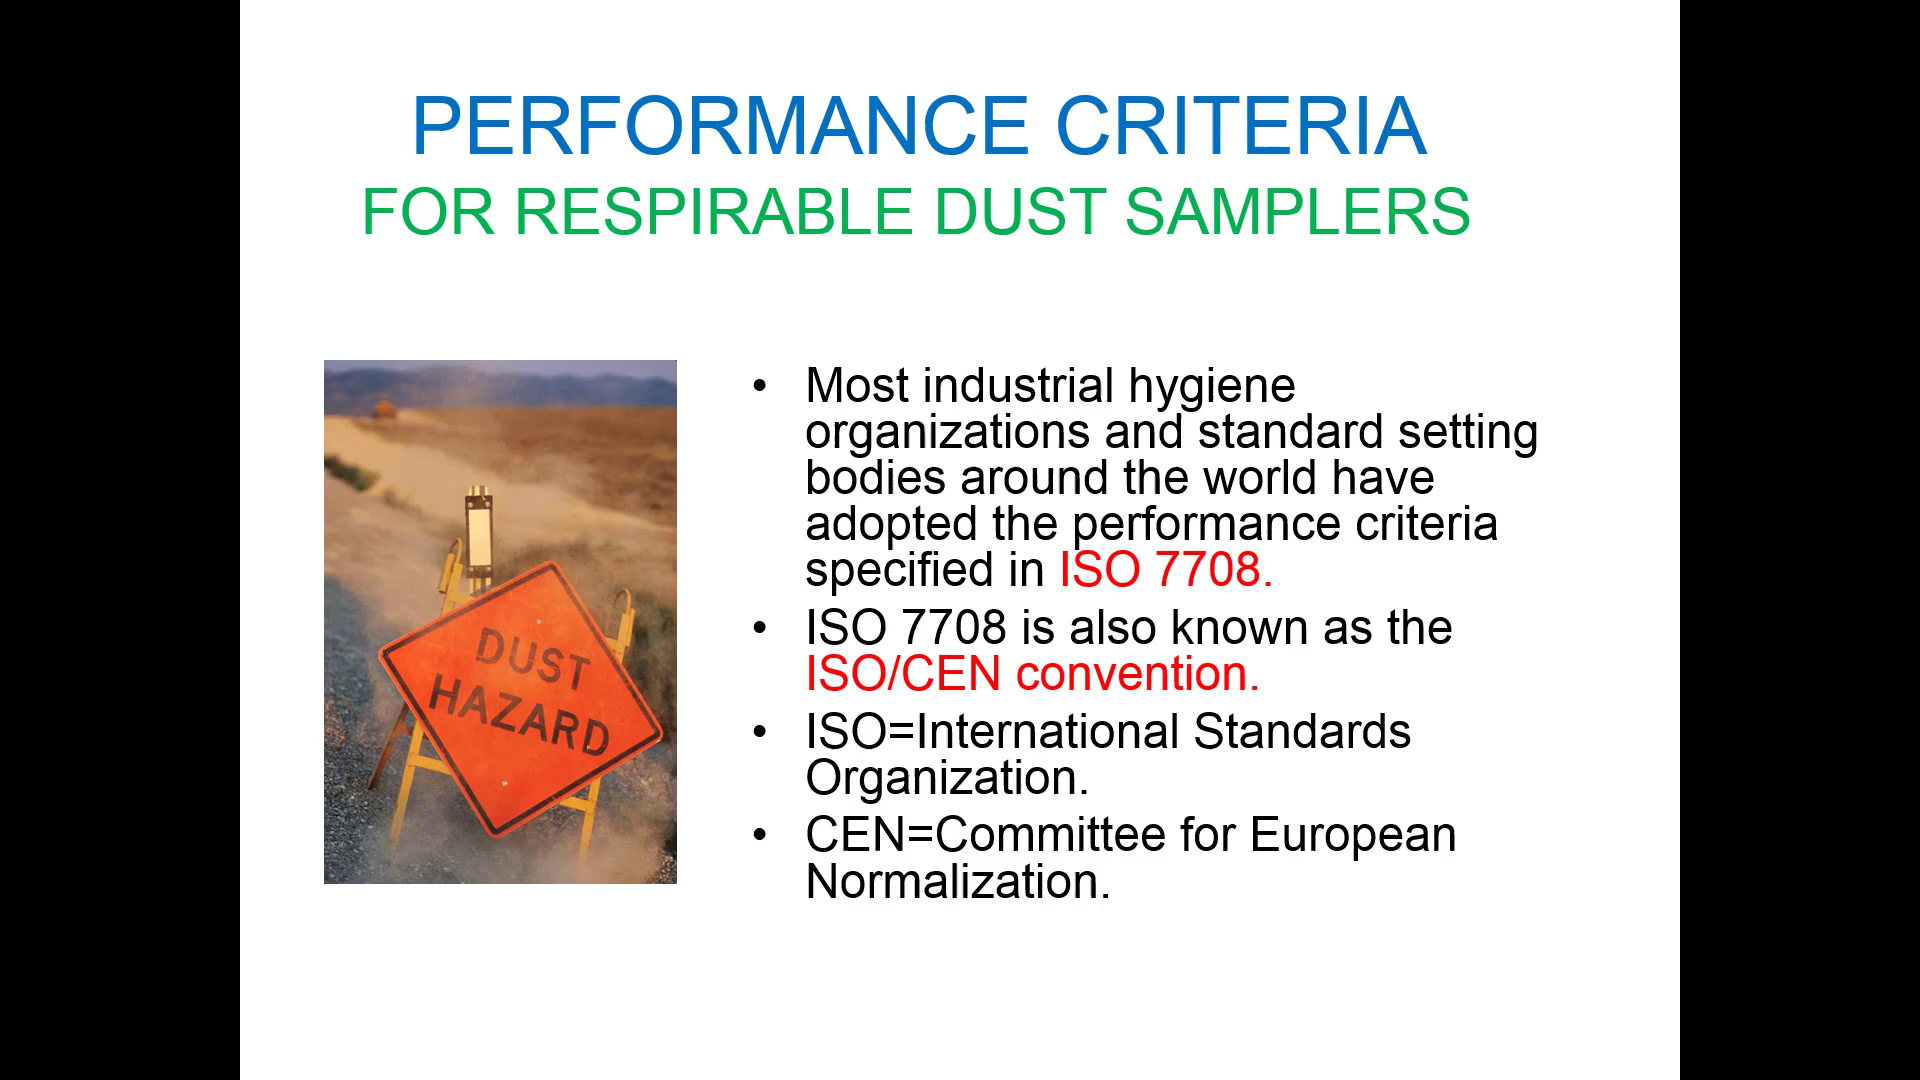 PERFORMANCE CRITERIA
FOR RESPIRABLE DUST SAMPLERS
DUST
HAZARD
• Most industrial hygiene
organizations and standard setting
bodies around the world have
adopted the performance criteria
specified in ISO 7708.
• ISO 7708 is also known as the
ISO/CEN convention.
• ISO=International Standards
Organization.
• CEN=Committee for European
Normalization.